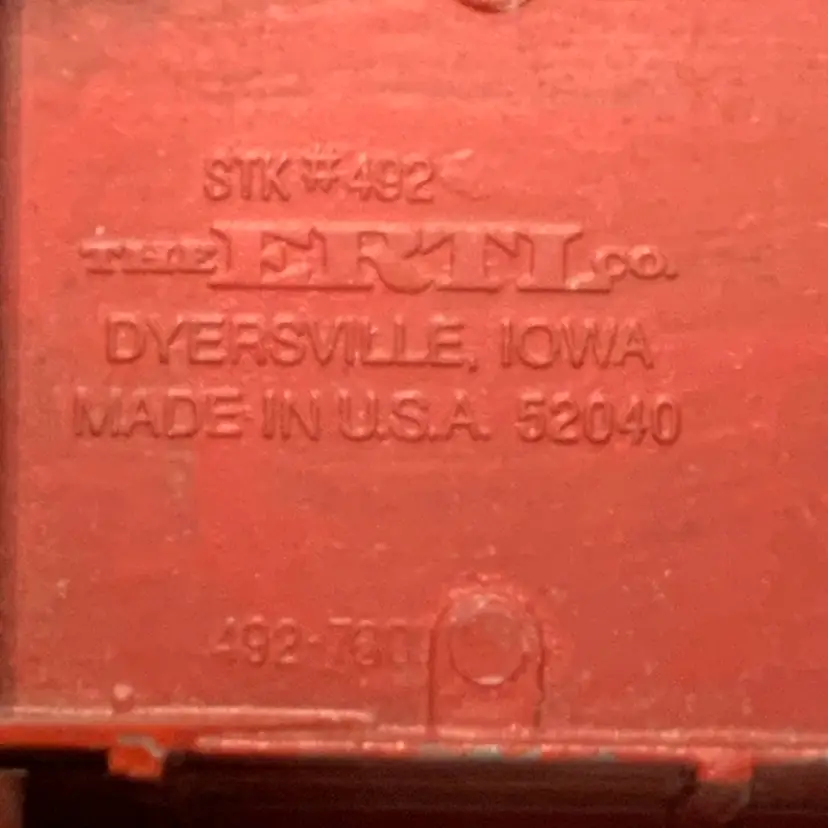 STK #492
THE ERTL CO.
DYERSVILLE, IOWA
MADE IN U.S.A. 52040